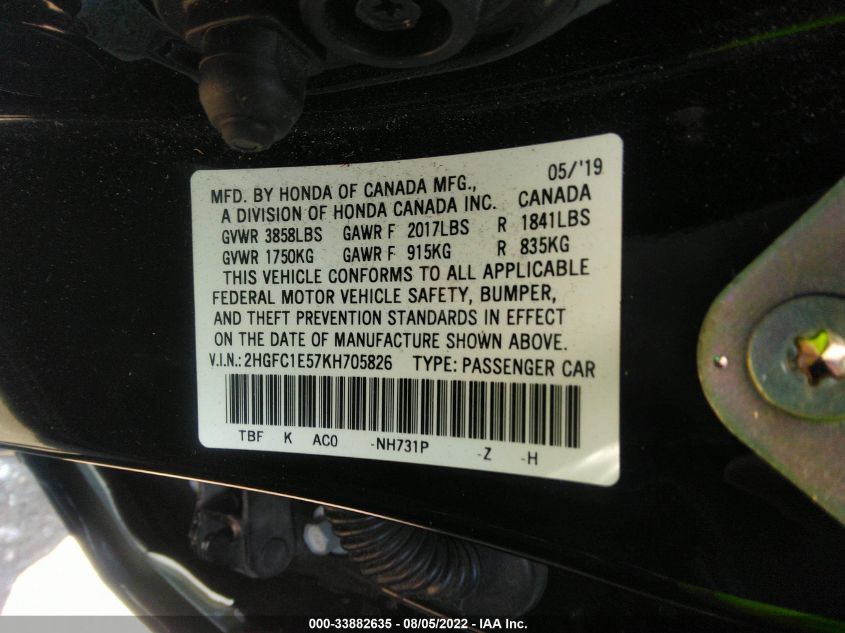 05/'19
MFD. BY HONDA OF CANADA MFG.,
A DIVISION OF HONDA CANADA INC. CANADA
GVWR 3858LBS GAWR F 2017LBS R 1841LBS
GVWR 1750KG GAWR F 915KG R 835KG
THIS VEHICLE CONFORMS TO ALL APPLICABLE
FEDERAL MOTOR VEHICLE SAFETY, BUMPER,
AND THEFT PREVENTION STANDARDS IN EFFECT
ON THE DATE OF MANUFACTURE SHOWN ABOVE.
V.I.N.: 2HGFC1E57KH705826 TYPE: PASSENGER CAR
TBF K AC0 -NH731P -Z -H
000-33882635 - 08/05/2022 - IAA Inc.